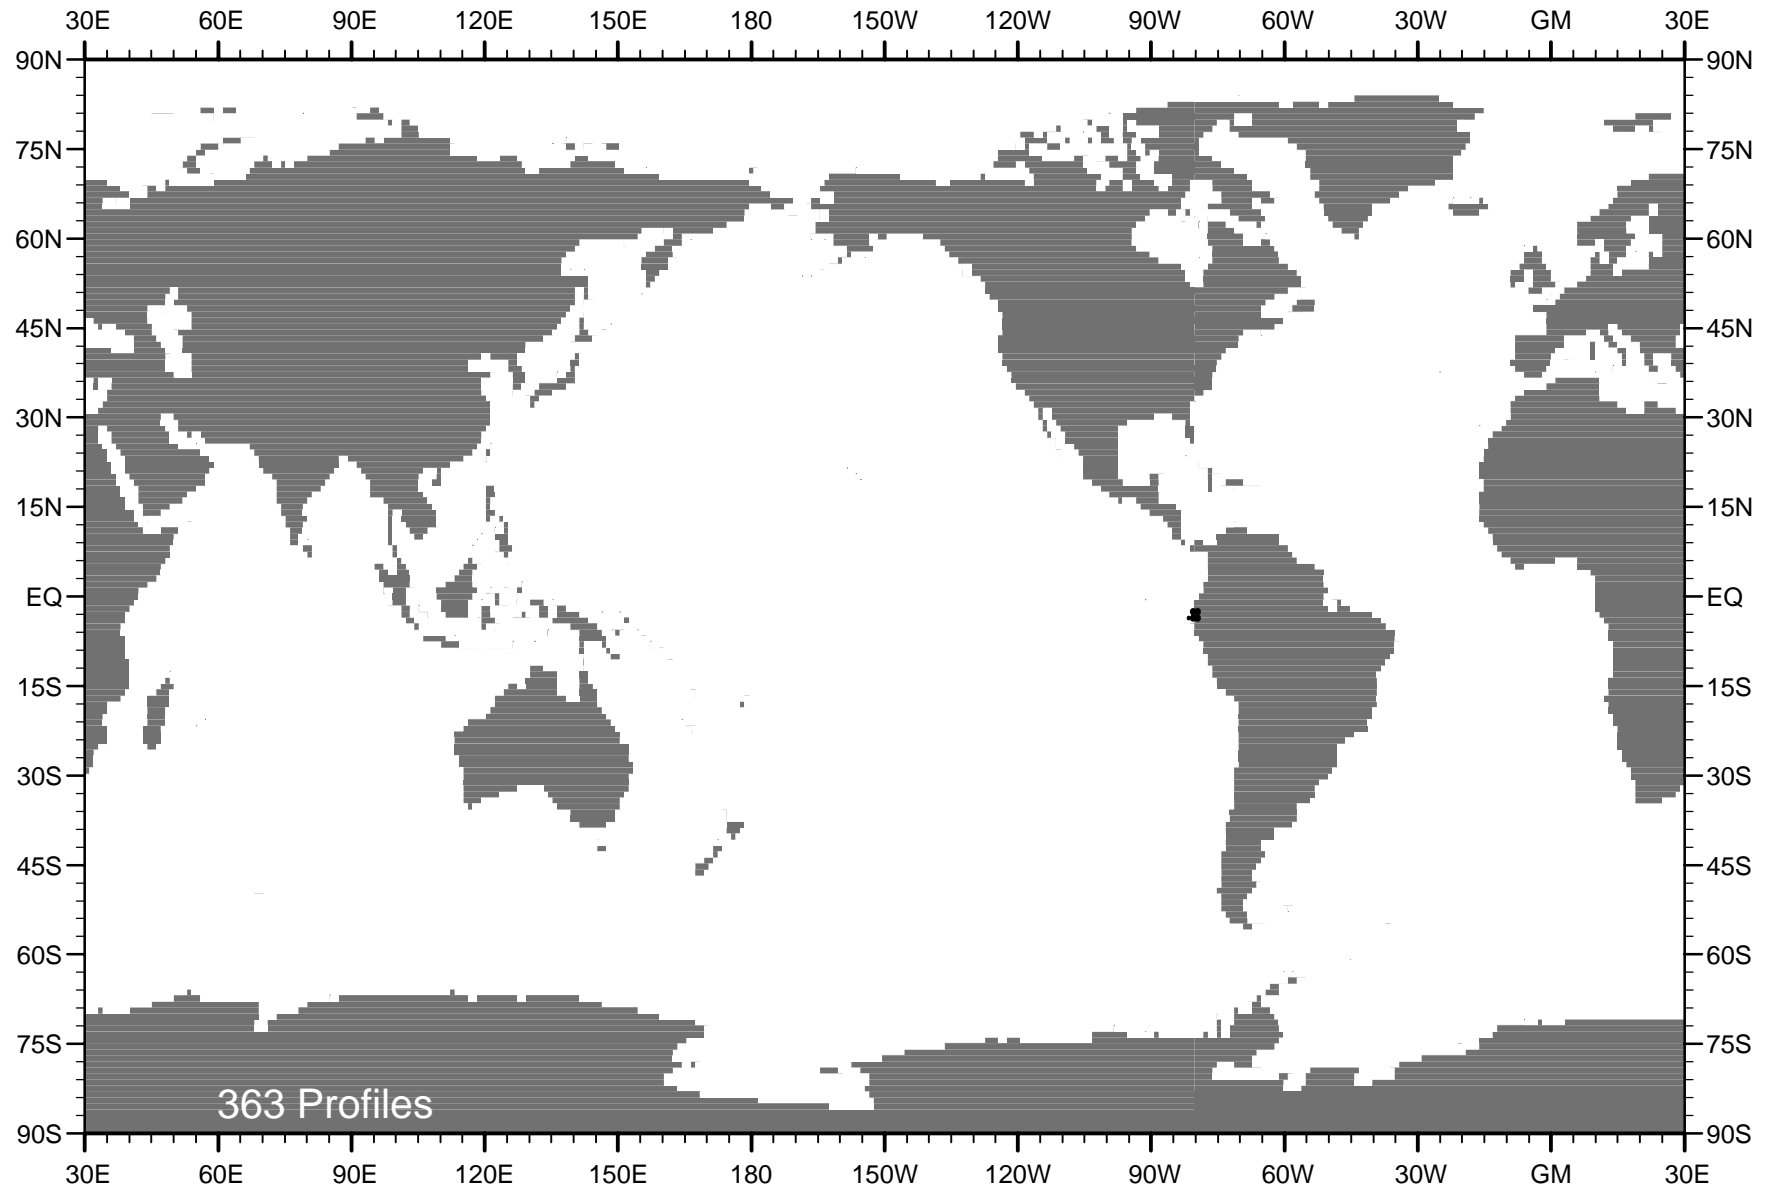 30E 60E 90E 120E 150E 180 150W 120W 90W 60W 30W GM 30E
90N 90N
75N 75N
60N 60N
45N 45N
30N 30N
15N 15N
EQ EQ
15S 15S
30S 30S
45S 45S
60S 60S
75S 75S
363 Profiles
90S 90S
30E 60E 90E 120E 150E 180 150W 120W 90W 60W 30W GM 30E